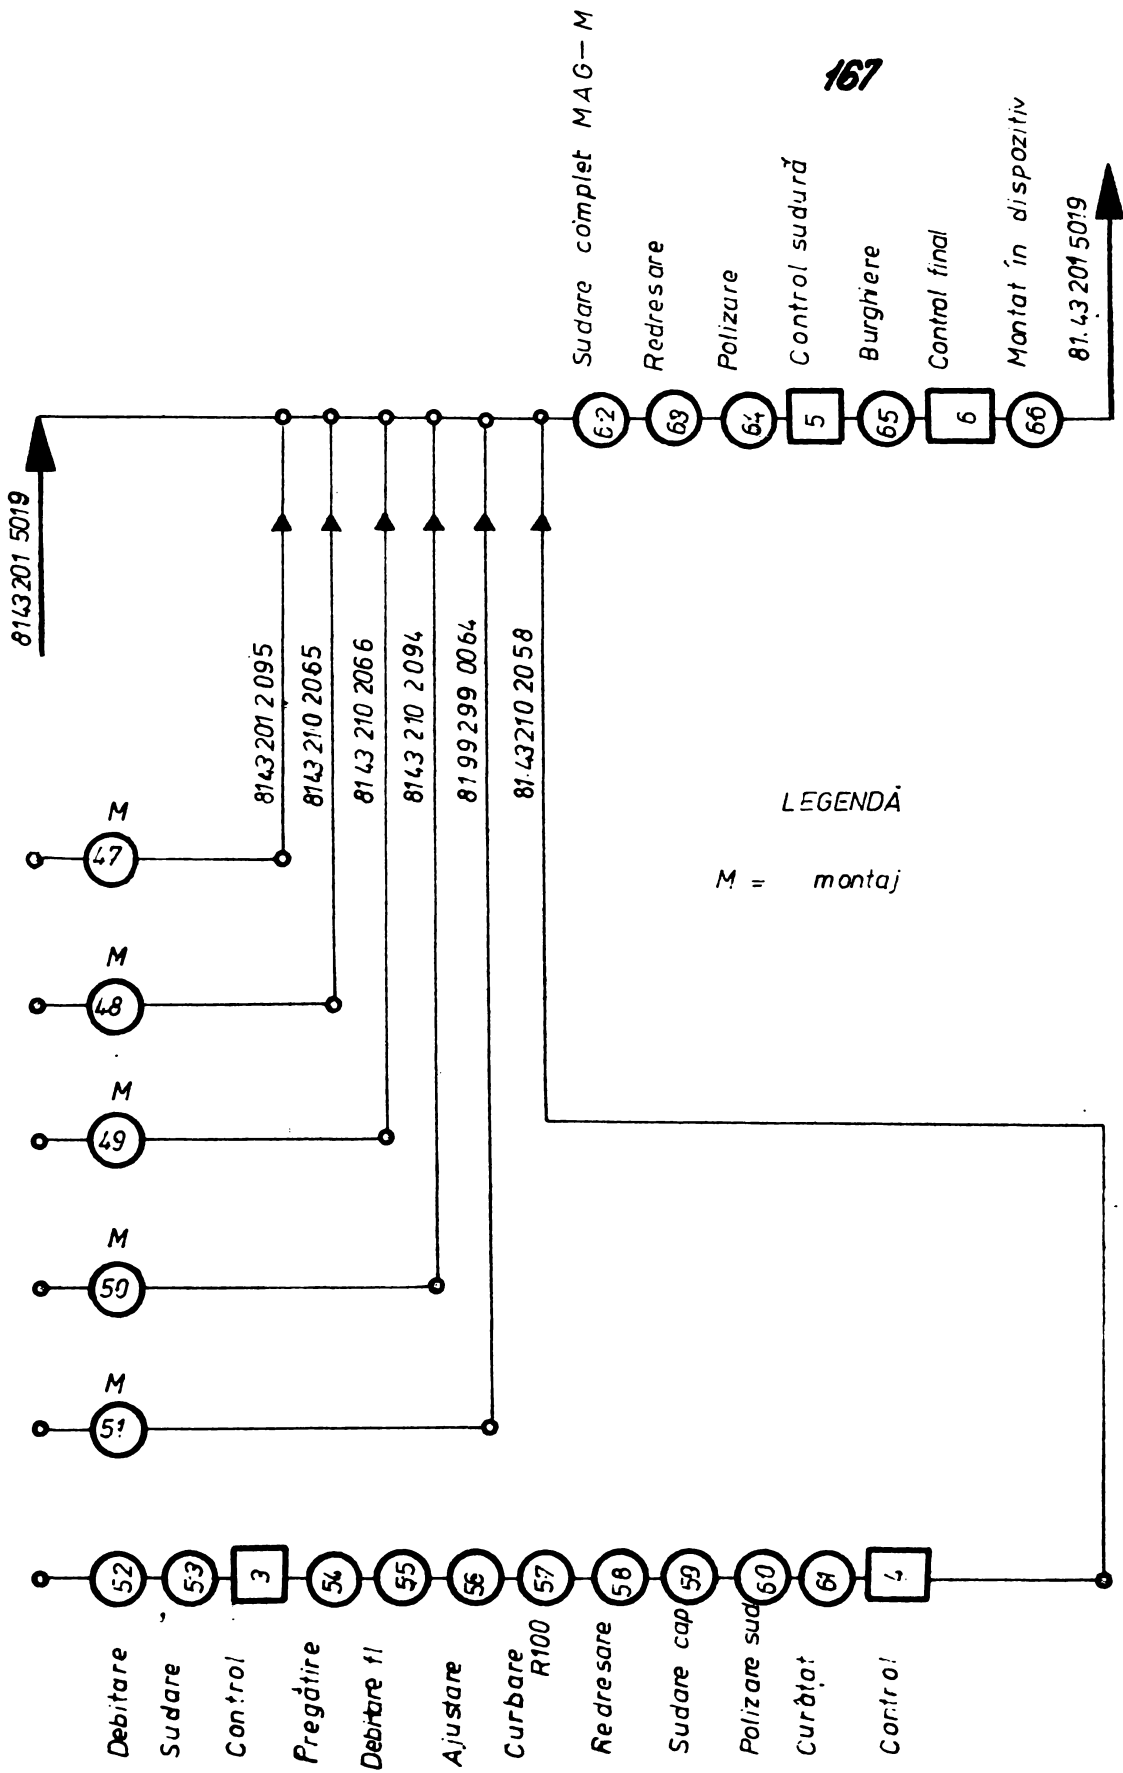 167
8143201 5019
M
47
8143 201 2095
M
48
8143 210 2065
M
49
8143 210 2066
M
50
8143 210 2094
M
51
8199 299 0064
52 Debitare
53 Sudare
3 Control
54 Pregătire
55 Debitare fl
56 Ajustare
57 Curbare
R100
58 Redresare
59 Sudare cap
60 Polizare sud
61 Curățat
4 Control
81.43210 2058
62 Sudare complet MAG-M
63 Redresare
64 Polizare
5 Control sudură
65 Burghiere
6 Control final
66 Montat în dispozitiv
81.43 201 5019
LEGENDĂ
M = montaj